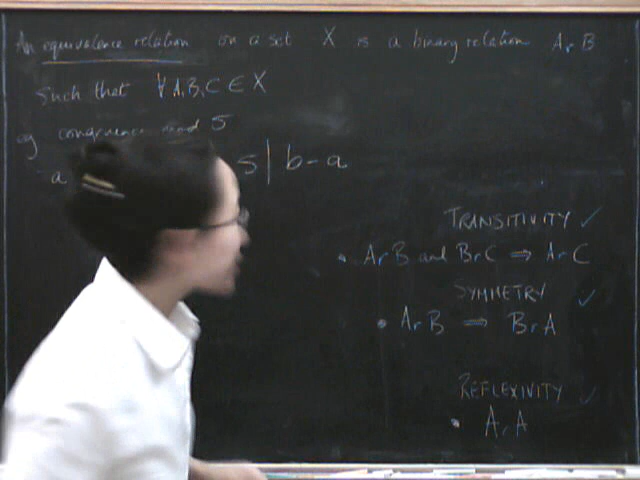 An equivalence relation on a set X is a binary relation A r B
such that ∀ A,B,C ∈ X
eg congruence mod 5
a 5 | b - a
TRANSITIVITY ✓
• A r B and B r C ⇒ A r C
SYMMETRY ✓
• A r B ⇒ B r A
REFLEXIVITY ✓
• A r A